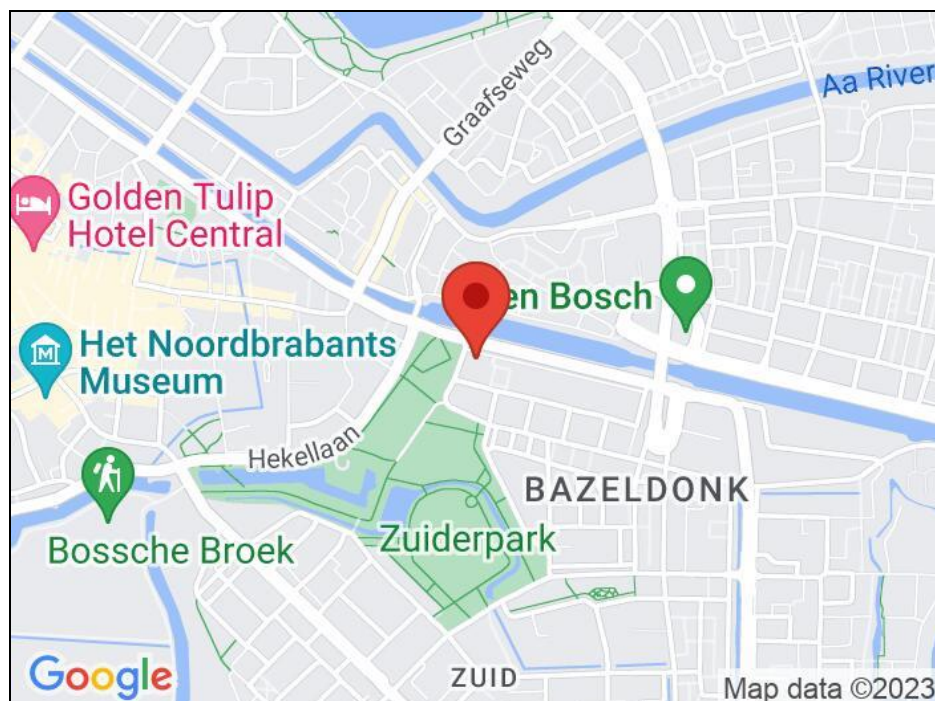 Graafseweg
Aa River
Golden Tulip
Hotel Central
en Bosch
Het Noordbrabants
Museum
Hekellaan
BAZELDONK
Bossche Broek
Zuiderpark
ZUID
Google
Map data ©2023